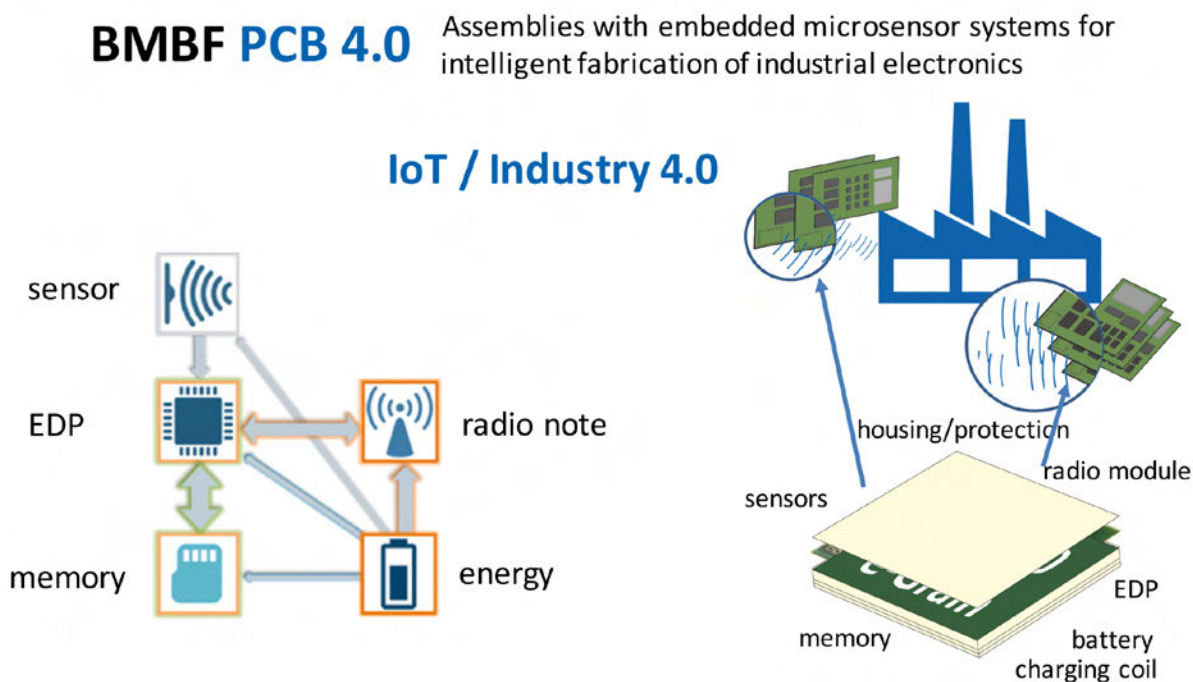 BMBF PCB 4.0
Assemblies with embedded microsensor systems for
intelligent fabrication of industrial electronics
IoT / Industry 4.0
sensor
EDP
radio note
memory
energy
housing/protection
radio module
sensors
EDP
memory
battery
charging coil